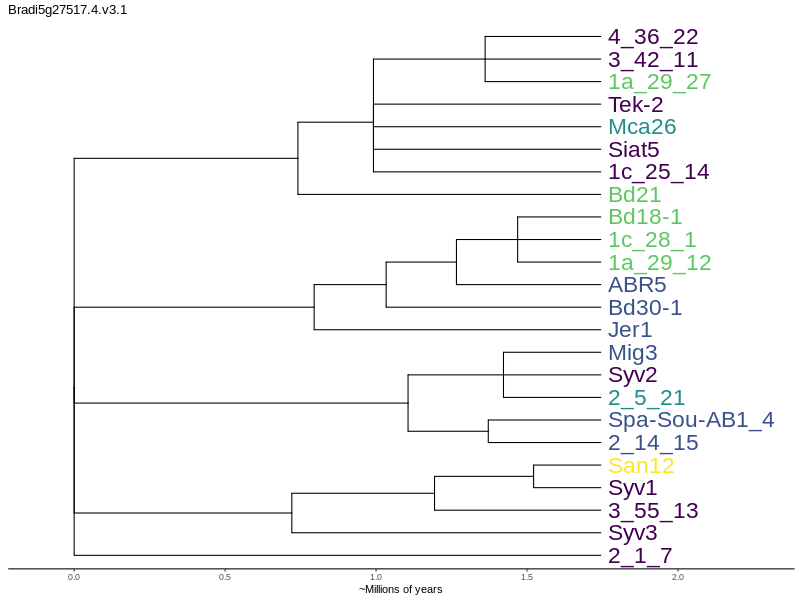 Bradi5g27517.4.v3.1
4_36_22
3_42_11
1a_29_27
Tek-2
Mca26
Siat5
1c_25_14
Bd21
Bd18-1
1c_28_1
1a_29_12
ABR5
Bd30-1
Jer1
Mig3
Syv2
2_5_21
Spa-Sou-AB1_4
2_14_15
San12
Syv1
3_55_13
Syv3
2_1_7
0.0 0.5 1.0 1.5 2.0
~Millions of years